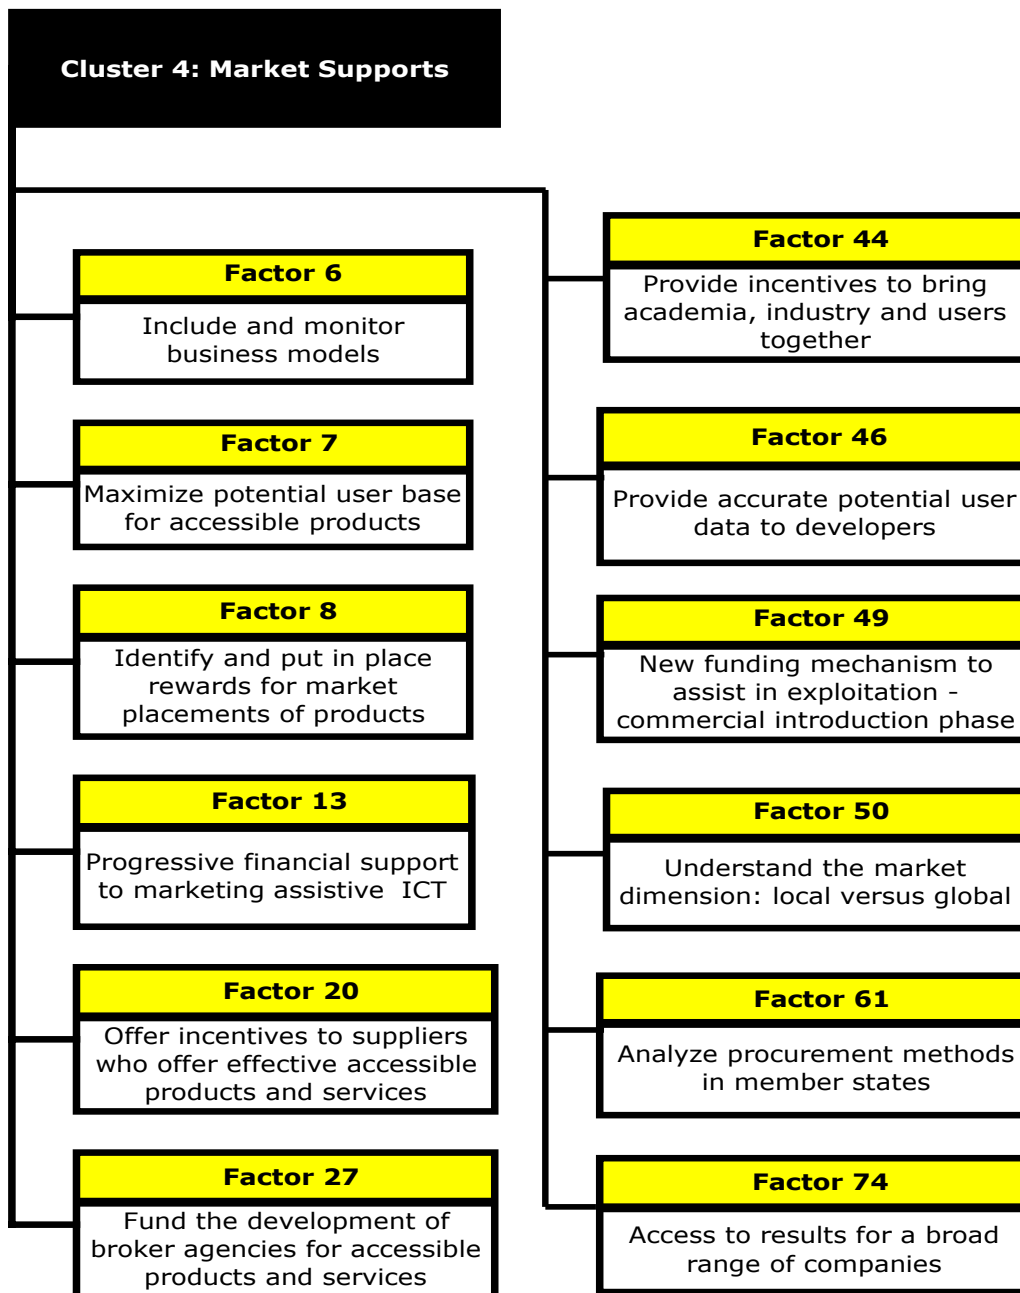 Cluster 4: Market Supports
Factor 6
Include and monitor
business models
Factor 7
Maximize potential user base
for accessible products
Factor 8
Identify and put in place
rewards for market
placements of products
Factor 13
Progressive financial support
to marketing assistive ICT
Factor 20
Offer incentives to suppliers
who offer effective accessible
products and services
Factor 27
Fund the development of
broker agencies for accessible
products and services
Factor 44
Provide incentives to bring
academia, industry and users
together
Factor 46
Provide accurate potential user
data to developers
Factor 49
New funding mechanism to
assist in exploitation -
commercial introduction phase
Factor 50
Understand the market
dimension: local versus global
Factor 61
Analyze procurement methods
in member states
Factor 74
Access to results for a broad
range of companies